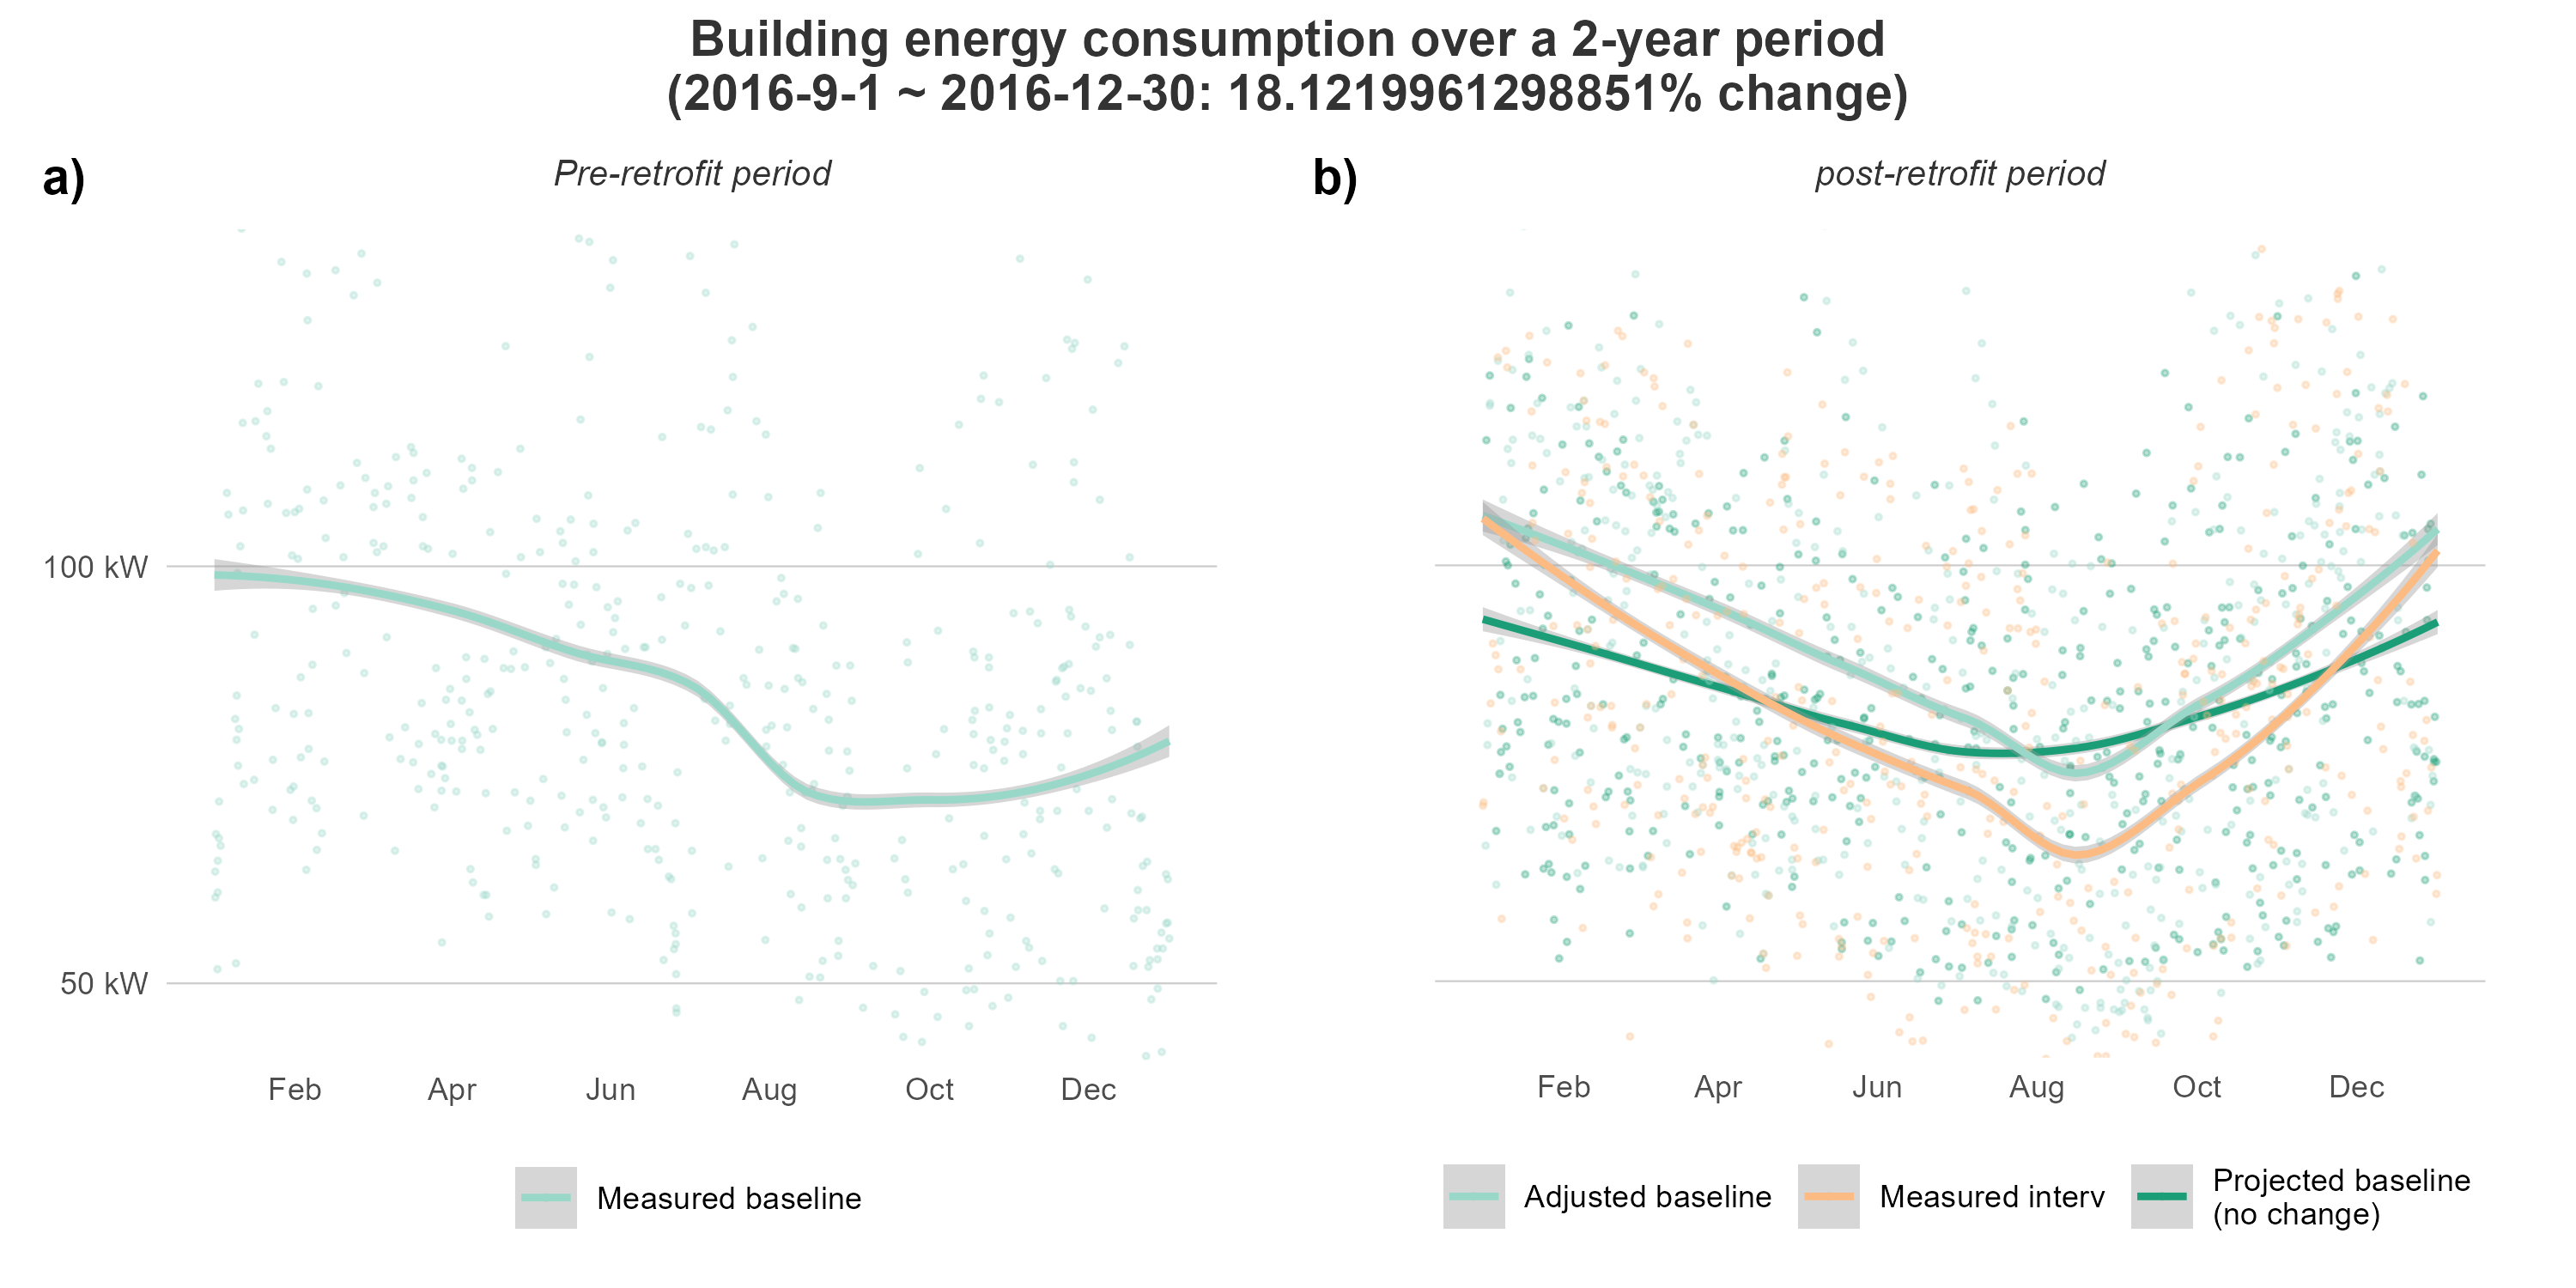 Building energy consumption over a 2-year period
(2016-9-1 ~ 2016-12-30: 18.1219961298851% change)
a)
Pre-retrofit period
100 kW
50 kW
Feb Apr Jun Aug Oct Dec
Measured baseline
b)
post-retrofit period
Feb Apr Jun Aug Oct Dec
Adjusted baseline
Measured interv
Projected baseline
(no change)